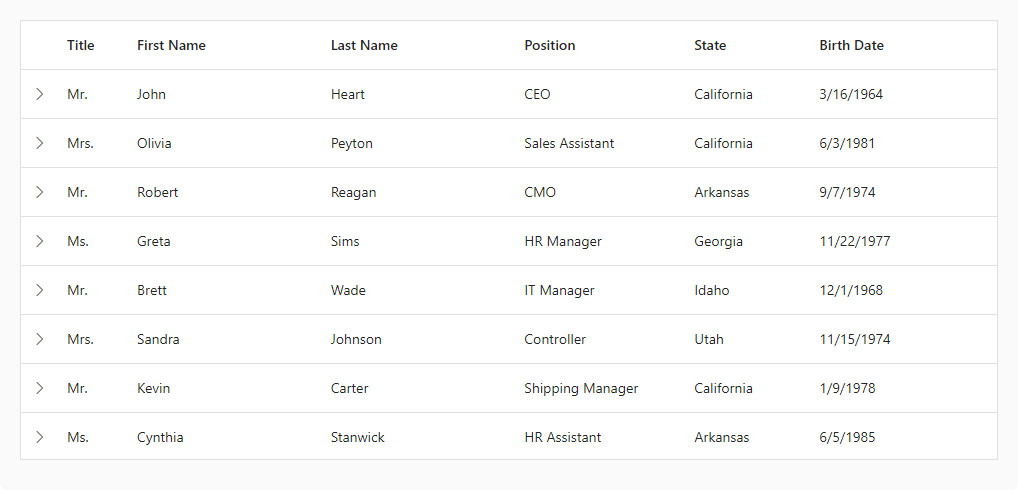 Title First Name Last Name Position State Birth Date
Mr. John Heart CEO California 3/16/1964
Mrs. Olivia Peyton Sales Assistant California 6/3/1981
Mr. Robert Reagan CMO Arkansas 9/7/1974
Ms. Greta Sims HR Manager Georgia 11/22/1977
Mr. Brett Wade IT Manager Idaho 12/1/1968
Mrs. Sandra Johnson Controller Utah 11/15/1974
Mr. Kevin Carter Shipping Manager California 1/9/1978
Ms. Cynthia Stanwick HR Assistant Arkansas 6/5/1985